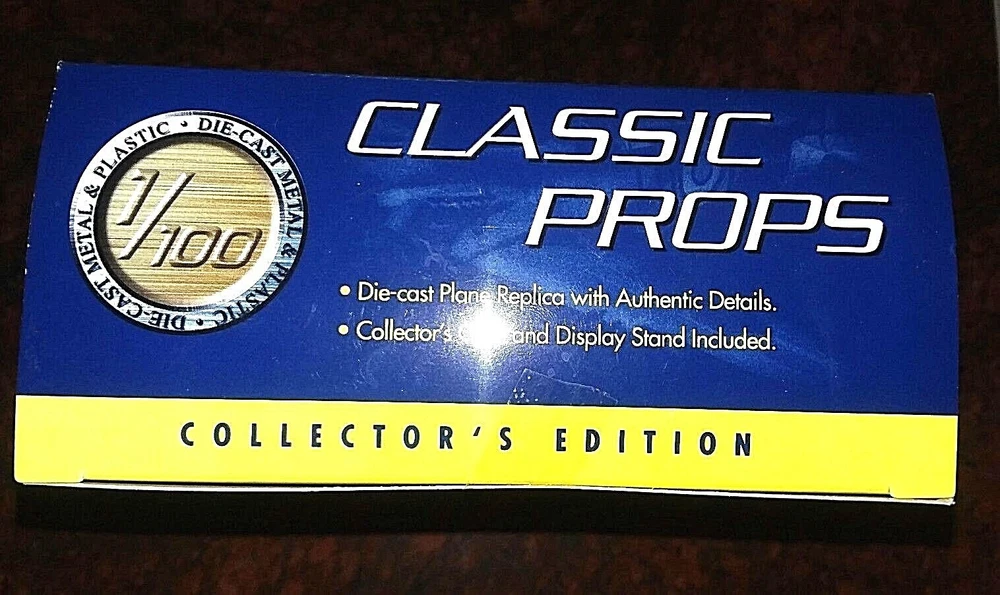 CLASSIC
PROPS
DIE-CAST METAL & PLASTIC • DIE-CAST METAL & PLASTIC •
1/100
• Die-cast Plane Replica with Authentic Details.
• Collector's and Display Stand Included.
COLLECTOR'S EDITION